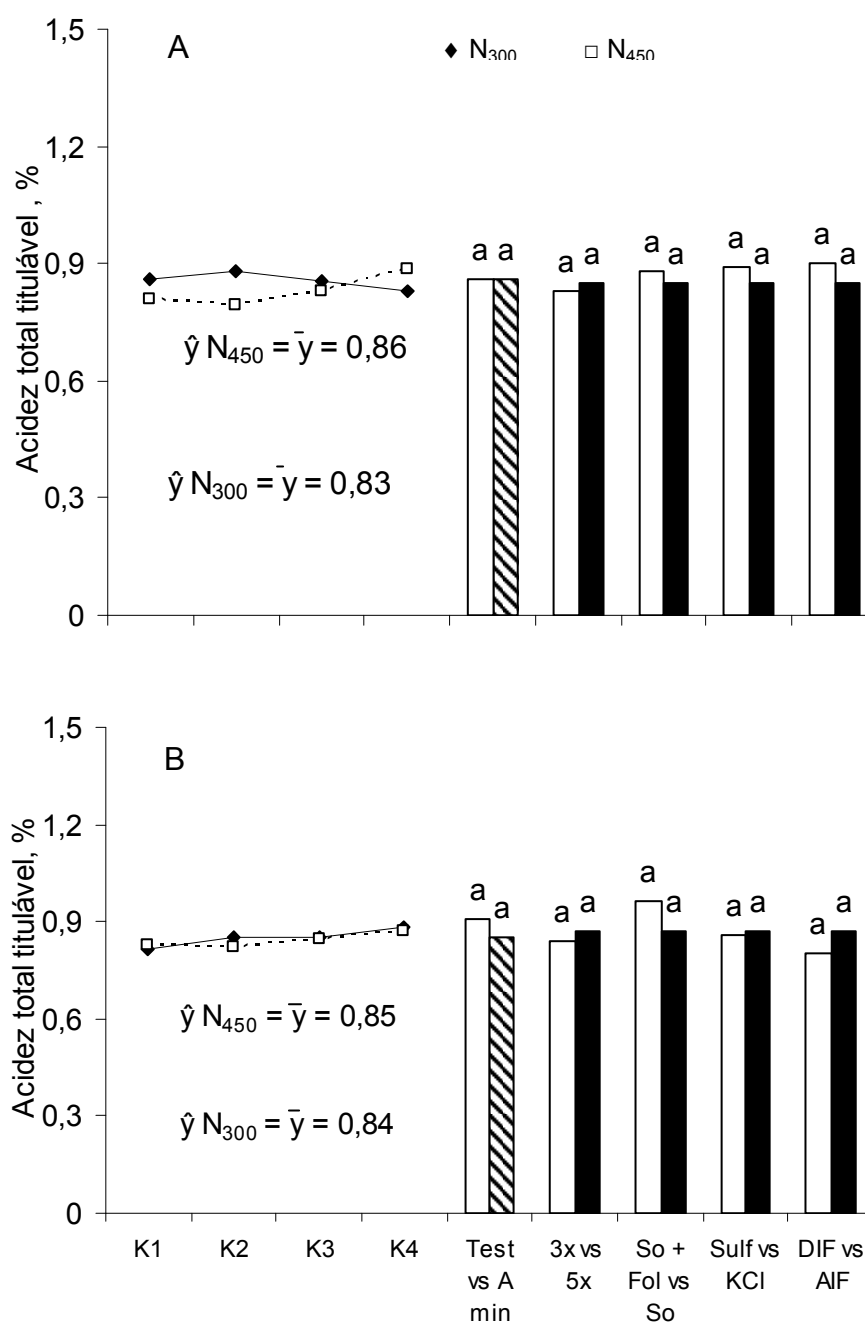 A
◆ N300 □ N450
Acidez total titulável , %
1,5
1,2
0,9
0,6
0,3
0
a a a a a a a a a a
ŷ N450 = ȳ = 0,86
ŷ N300 = ȳ = 0,83
B
Acidez total titulável, %
1,5
1,2
0,9
0,6
0,3
0
a a a a a a a a a a
ŷ N450 = ȳ = 0,85
ŷ N300 = ȳ = 0,84
K1 K2 K3 K4
Test vs A min
3x vs 5x
So + Fol vs So
Sulf vs KCl
DIF vs AIF